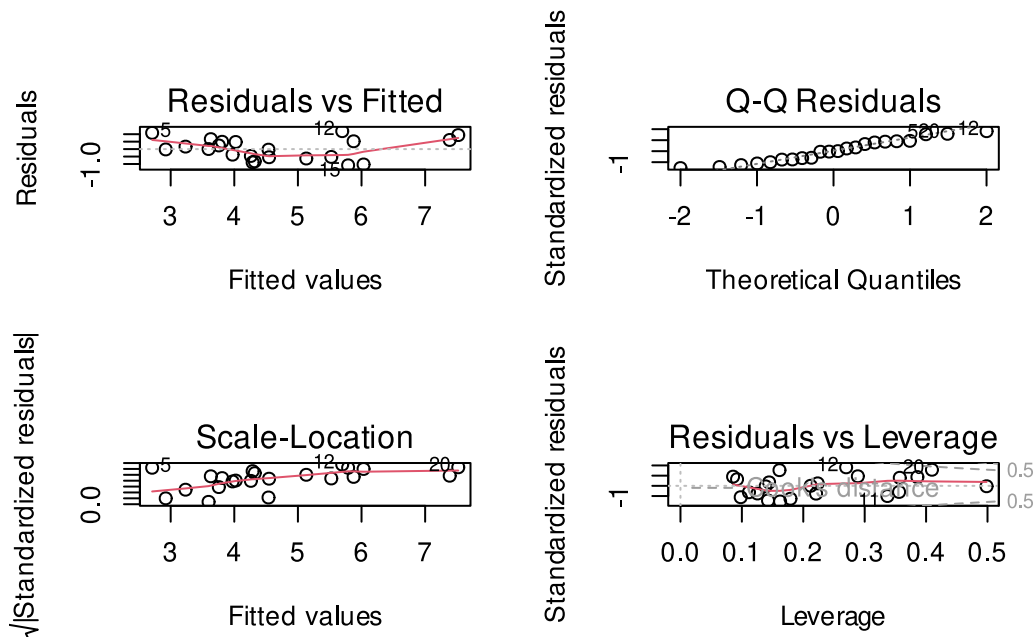 Residuals vs Fitted
Residuals
-1.0
5
12
15
3 4 5 6 7
Fitted values
Q-Q Residuals
Standardized residuals
-1
520
12
-2 -1 0 1 2
Theoretical Quantiles
Scale-Location
√|Standardized residuals|
0.0
5
12
20
3 4 5 6 7
Fitted values
Residuals vs Leverage
Standardized residuals
-1
12
20
0.5
Cook's distance
0.5
0.0 0.1 0.2 0.3 0.4 0.5
Leverage